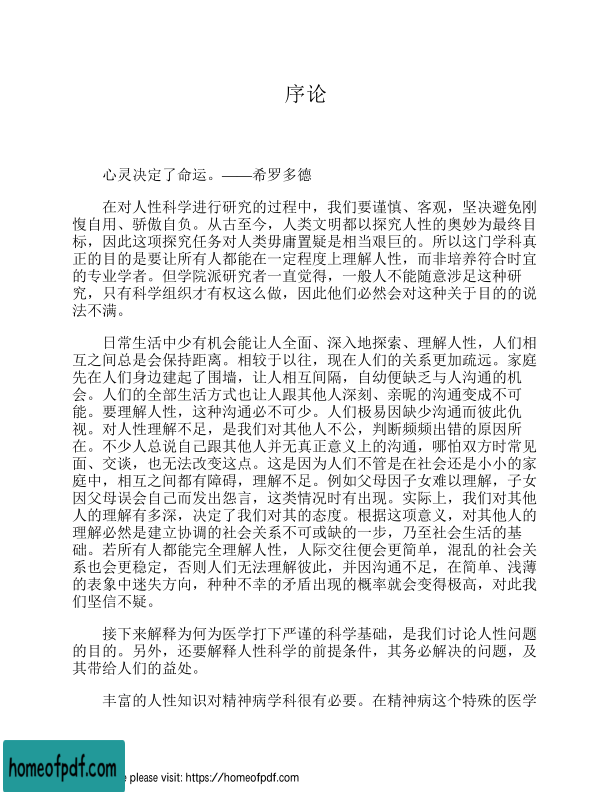 序论
心灵决定了命运。——希罗多德
在对人性科学进行研究的过程中，我们要谨慎、客观，坚决避免刚
愎自用、骄傲自负。从古至今，人类文明都以探究人性的奥妙为最终目
标，因此这项探究任务对人类毋庸置疑是相当艰巨的。所以这门学科真
正的目的是要让所有人都能在一定程度上理解人性，而非培养符合时宜
的专业学者。但学院派研究者一直觉得，一般人不能随意涉足这种研
究，只有科学组织才有权这么做，因此他们必然会对这种关于目的的说
法不满。
日常生活中少有机会能让人全面、深入地探索、理解人性，人们相
互之间总是会保持距离。相较于以往，现在人们的关系更加疏远。家庭
先在人们身边建起了围墙，让人相互间隔，自幼便缺乏与人沟通的机
会。人们的全部生活方式也让人跟其他人深刻、亲昵的沟通变成不可
能。要理解人性，这种沟通必不可少。人们极易因缺少沟通而彼此仇
视。对人性理解不足，是我们对其他人不公，判断频频出错的原因所
在。不少人总说自己跟其他人并无真正意义上的沟通，哪怕双方时常见
面、交谈，也无法改变这点。这是因为人们不管是在社会还是小小的家
庭中，相互之间都有障碍，理解不足。例如父母因子女难以理解，子女
因父母误会自己而发出怨言，这类情况时有出现。实际上，我们对其他
人的理解有多深，决定了我们对其的态度。根据这项意义，对其他人的
理解必然是建立协调的社会关系不可或缺的一步，乃至社会生活的基
础。若所有人都能完全理解人性，人际交往便会更简单，混乱的社会关
系也会更稳定，否则人们无法理解彼此，并因沟通不足，在简单、浅薄
的表象中迷失方向，种种不幸的矛盾出现的概率就会变得极高，对此我
们坚信不疑。
接下来解释为何为医学打下严谨的科学基础，是我们讨论人性问题
的目的。另外，还要解释人性科学的前提条件，其务必解决的问题，及
其带给人们的益处。
丰富的人性知识对精神病学科很有必要。在精神病这个特殊的医学
homeofpdf.com
please visit: https://homeofpdf.com